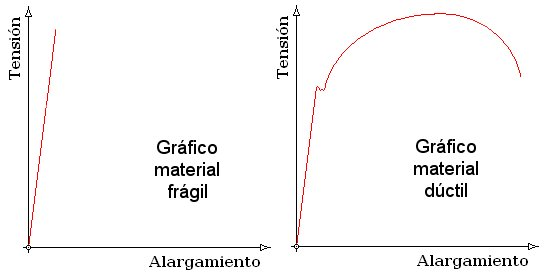 Tensión
Gráfico
material
frágil
Alargamiento
Tensión
Gráfico
material
dúctil
Alargamiento